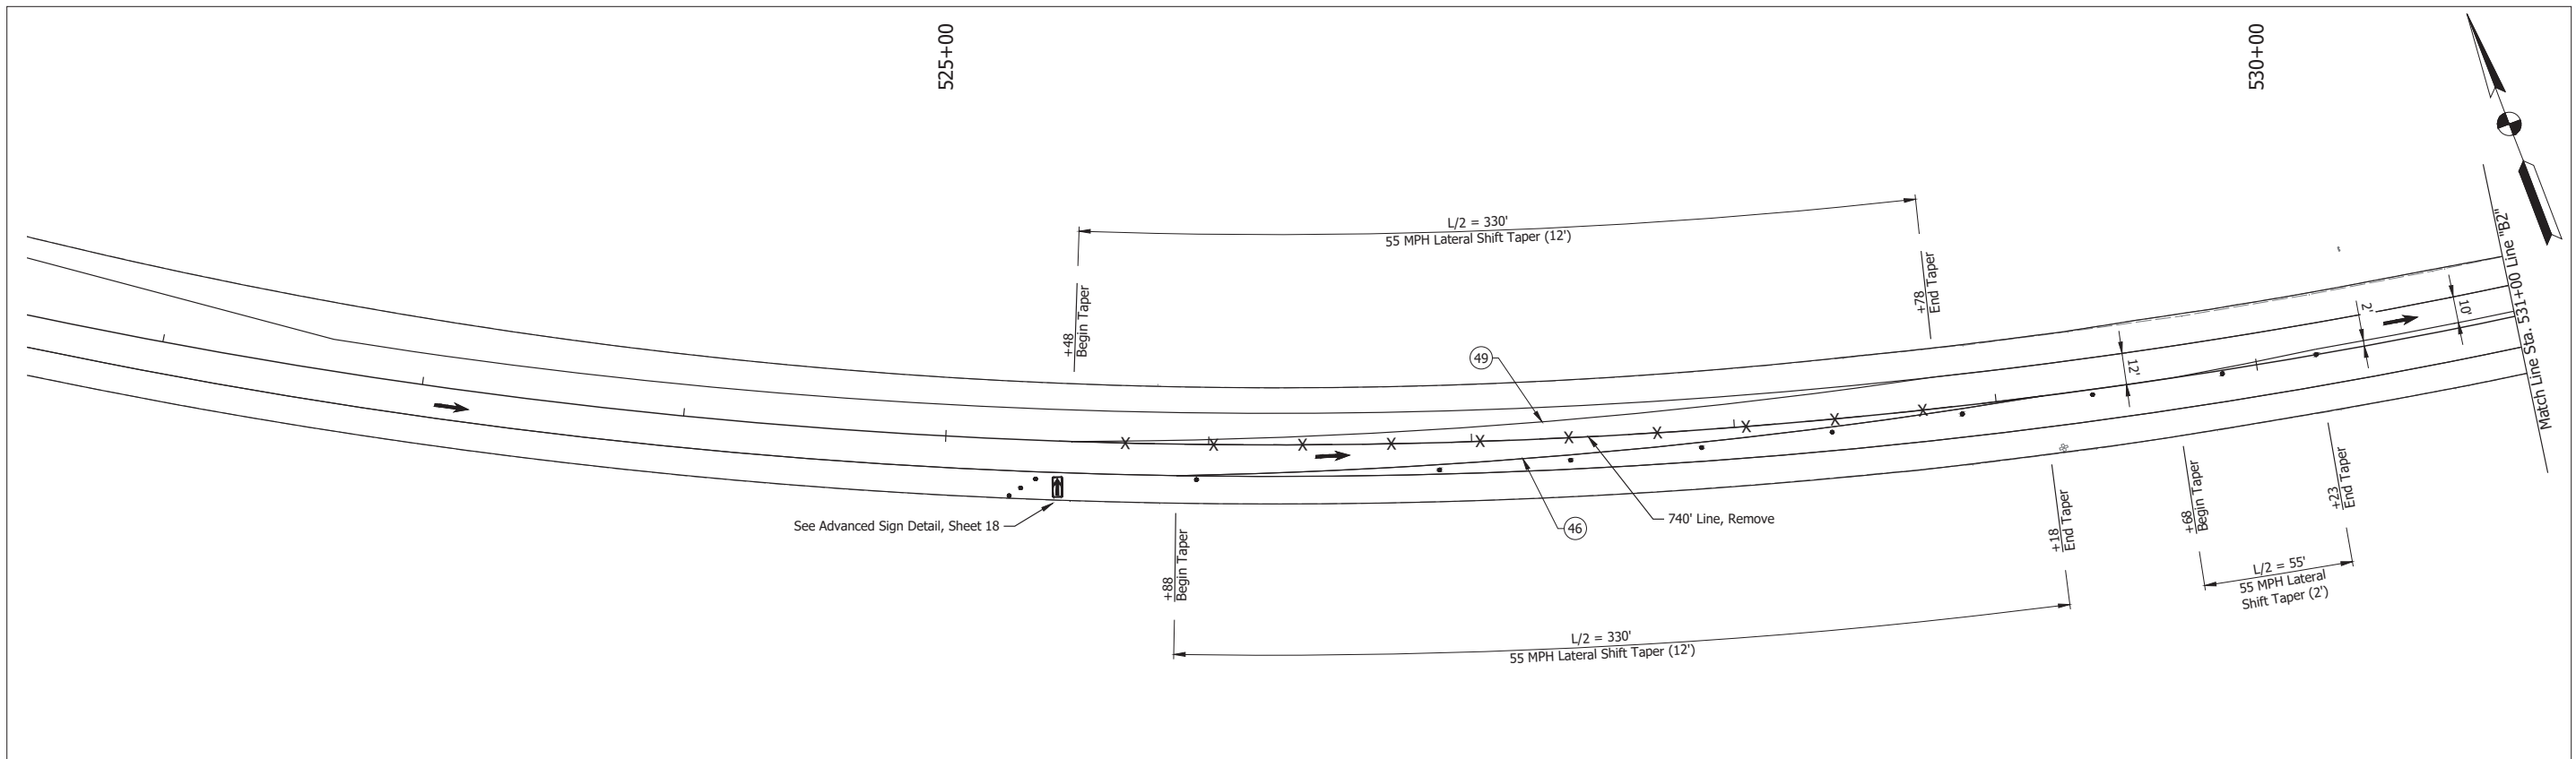 525+00
530+00
L/2 = 330'
55 MPH Lateral Shift Taper (12')
+48
Begin Taper
+78
End Taper
49
12'
2'
10'
Match Line Sta. 531+00 Line "B2"
X X X X X X X X X X
See Advanced Sign Detail, Sheet 18
740' Line, Remove
46
+88
Begin Taper
+18
End Taper
+68
Begin Taper
+23
End Taper
L/2 = 55'
55 MPH Lateral
Shift Taper (2')
L/2 = 330'
55 MPH Lateral Shift Taper (12')